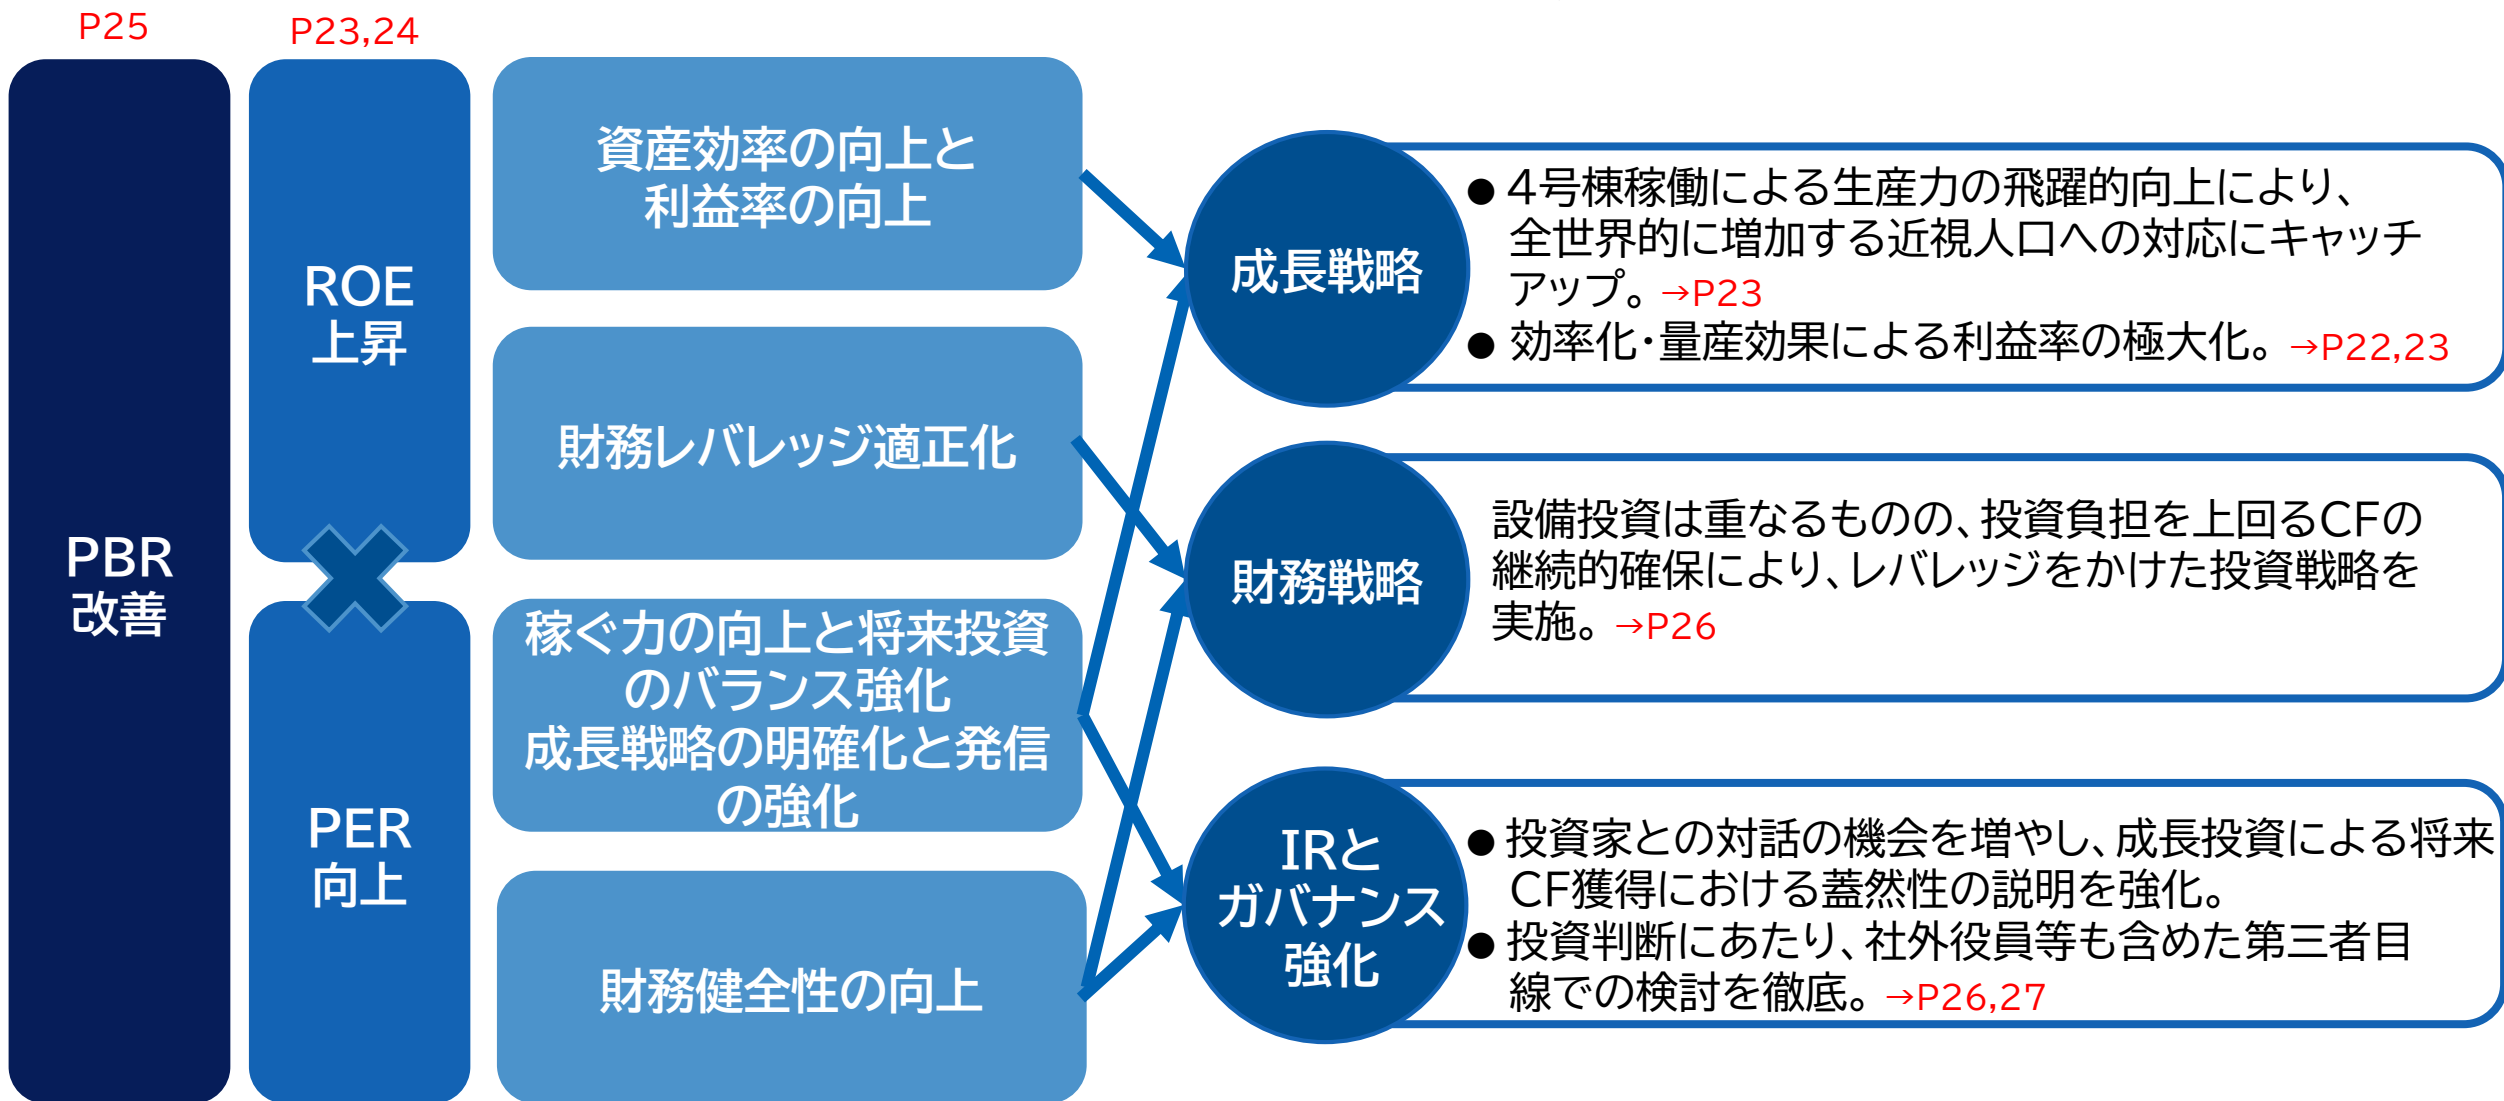 P25
P23,24
PBR
改善
ROE
上昇
PER
向上
資産効率の向上と
利益率の向上
財務レバレッジ適正化
稼ぐ力の向上と将来投資
のバランス強化
成長戦略の明確化と発信
の強化
財務健全性の向上
成長戦略
● 4号棟稼働による生産力の飛躍的向上により、
全世界的に増加する近視人口への対応にキャッチ
アップ。→P23
● 効率化・量産効果による利益率の極大化。→P22,23
財務戦略
設備投資は重なるものの、投資負担を上回るCFの
継続的確保により、レバレッジをかけた投資戦略を
実施。→P26
IRと
ガバナンス
強化
● 投資家との対話の機会を増やし、成長投資による将来
CF獲得における蓋然性の説明を強化。
● 投資判断にあたり、社外役員等も含めた第三者目
線での検討を徹底。→P26,27